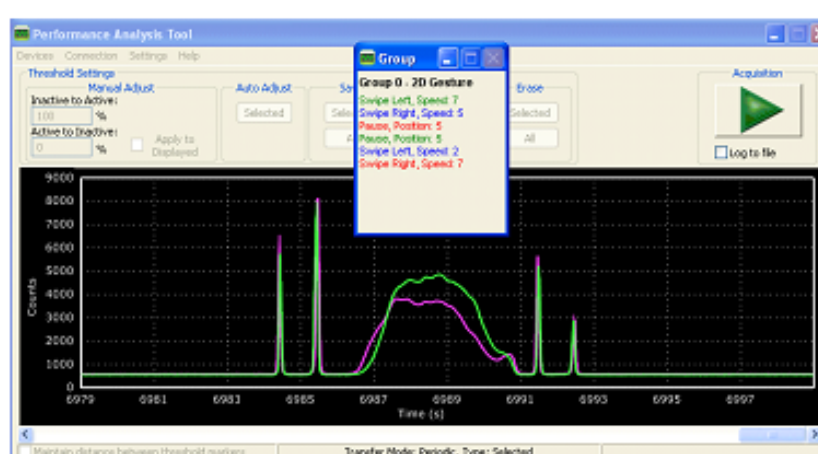 Performance Analysis Tool
Devices Connection Settings Help
Threshold Settings
Manual Adjust
Inactive to Active:
100 %
Active to Inactive:
0 %
Apply to
Displayed
Auto Adjust
Selected
Erase
Selected
All
Acquisition
Log to file
Group
Group 0 - 2D Gesture
Swipe Left, Speed: 7
Swipe Right, Speed: 5
Pause, Position: 5
Pause, Position: 5
Swipe Left, Speed: 2
Swipe Right, Speed: 7
9000
8000
7000
6000
5000
4000
3000
2000
1000
0
Counts
6979 6981 6983 6985 6987 6989 6991 6993 6995 6997
Time (s)
Maintain distance between threshold markers
Transfer Mode: Periodic, Type: Selected